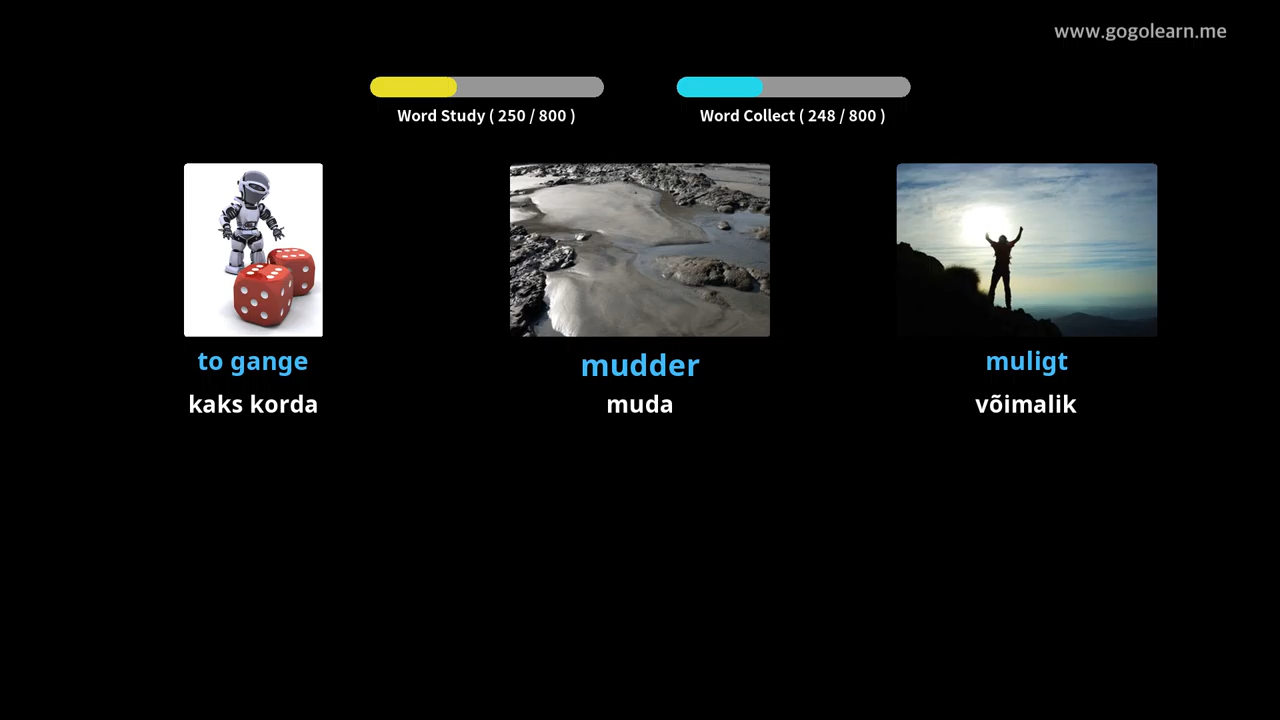 www.gogolearn.me
Word Study ( 250 / 800 )
Word Collect ( 248 / 800 )
to gange
mudder
muligt
kaks korda
muda
võimalik